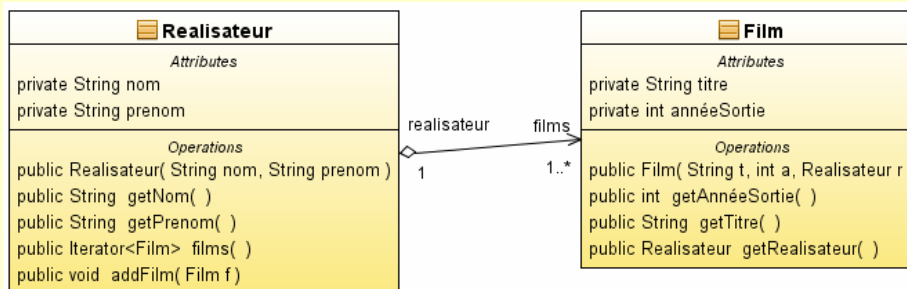 Realisateur
Attributes
private String nom
private String prenom
Operations
public Realisateur( String nom, String prenom )
public String getNom( )
public String getPrenom( )
public Iterator<Film> films( )
public void addFilm( Film f )
realisateur
films
1
1..*
Film
Attributes
private String titre
private int annéeSortie
Operations
public Film( String t, int a, Realisateur r
public int getAnnéeSortie( )
public String getTitre( )
public Realisateur getRealisateur( )